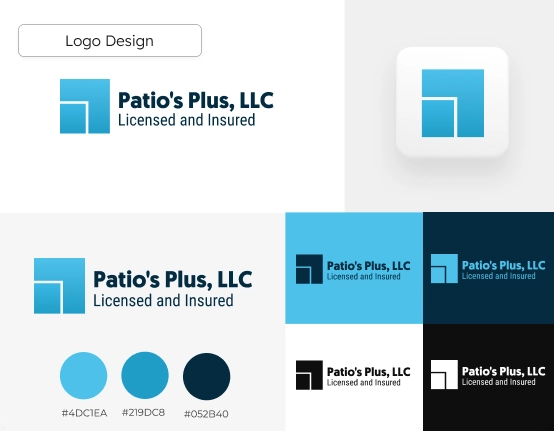 Logo Design
Patio's Plus, LLC
Licensed and Insured
Patio's Plus, LLC
Licensed and Insured
#4DC1EA
#219DC8
#052B40
Patio's Plus, LLC
Licensed and Insured
Patio's Plus, LLC
Licensed and Insured
Patio's Plus, LLC
Licensed and Insured
Patio's Plus, LLC
Licensed and Insured